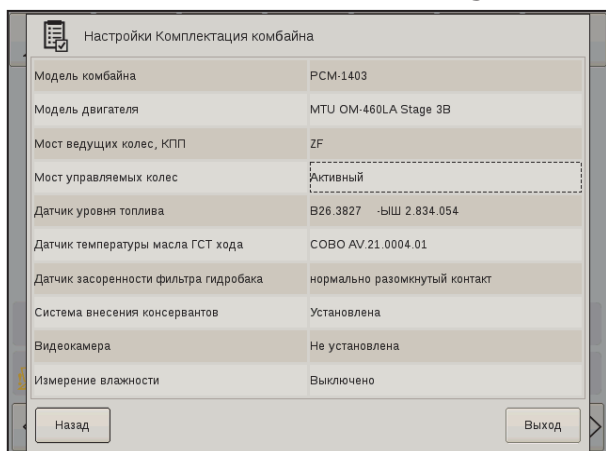 Настройки Комплектация комбайна
Модель комбайна РСМ-1403
Модель двигателя MTU OM-460LA Stage 3B
Мост ведущих колес, КПП ZF
Мост управляемых колес Активный
Датчик уровня топлива В26.3827 -ЫШ 2.834.054
Датчик температуры масла ГСТ хода COBO AV.21.0004.01
Датчик засоренности фильтра гидробака нормально разомкнутый контакт
Система внесения консервантов Установлена
Видеокамера Не установлена
Измерение влажности Выключено
Назад Выход